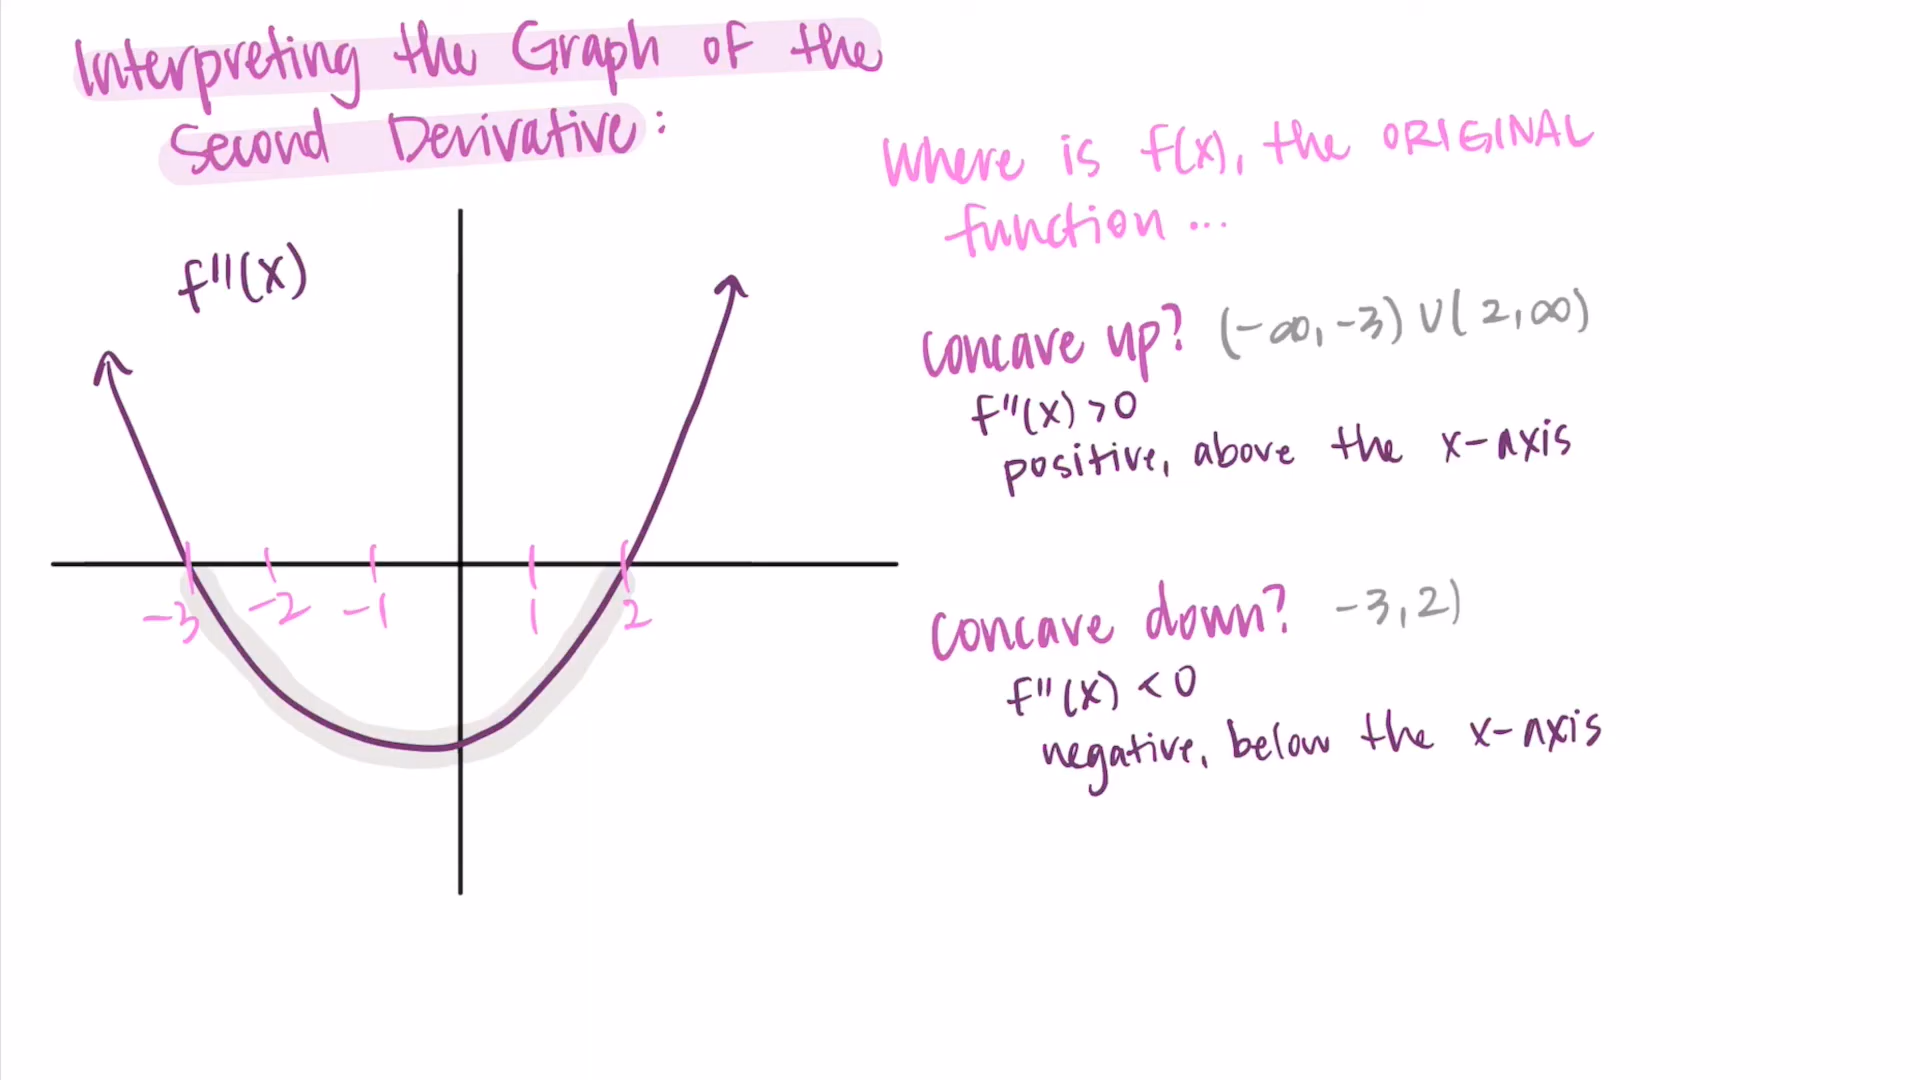 Interpreting the Graph of the
Second Derivative:
f''(x)
-3 -2 -1 1 2
Where is f(x), the ORIGINAL
function ...
Concave up? (-∞, -3) ∪ (2, ∞)
f''(x) > 0
positive, above the x-axis
Concave down? -3, 2)
f''(x) < 0
negative, below the x-axis